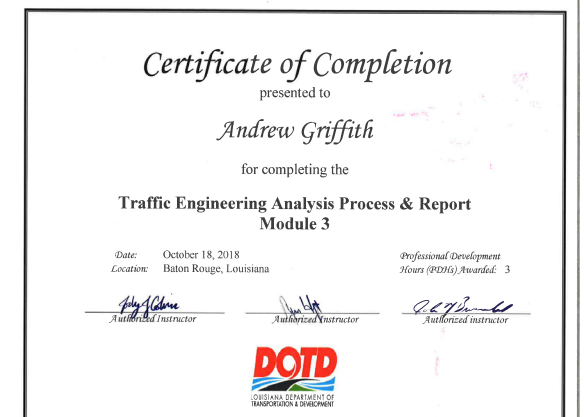 Certificate of Completion
presented to
Andrew Griffith
for completing the
Traffic Engineering Analysis Process & Report
Module 3
Date: October 18, 2018
Location: Baton Rouge, Louisiana
Professional Development
Hours (PDHs) Awarded: 3
Authorized Instructor
Authorized Instructor
Authorized instructor
DOTD
LOUISIANA DEPARTMENT OF
TRANSPORTATION & DEVELOPMENT